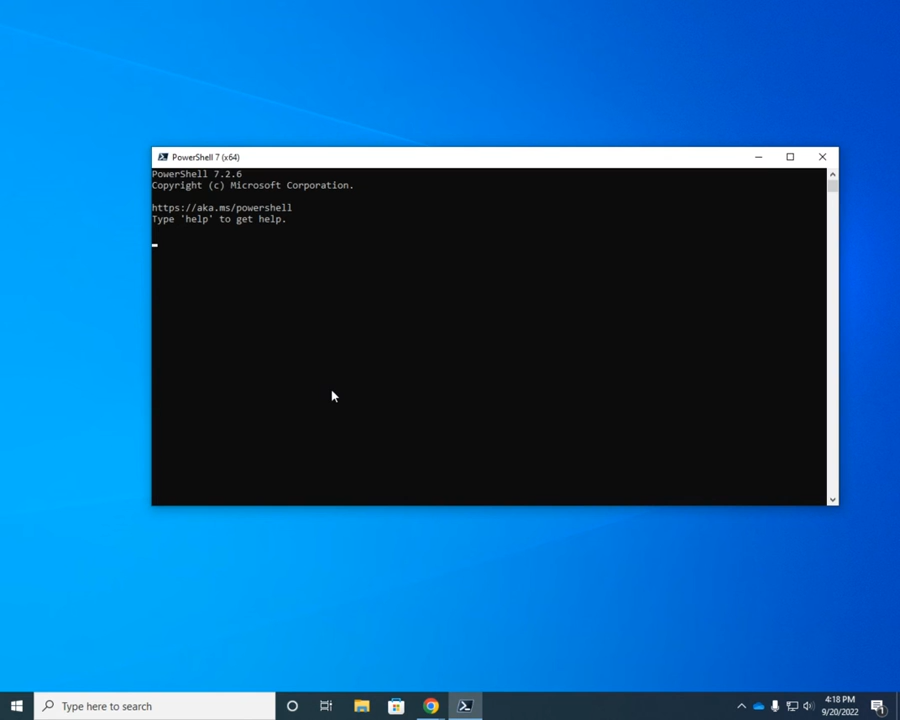 PowerShell 7 (x64)
PowerShell 7.2.6
Copyright (c) Microsoft Corporation.
https://aka.ms/powershell
Type 'help' to get help.
Type here to search
4:18 PM
9/20/2022
1